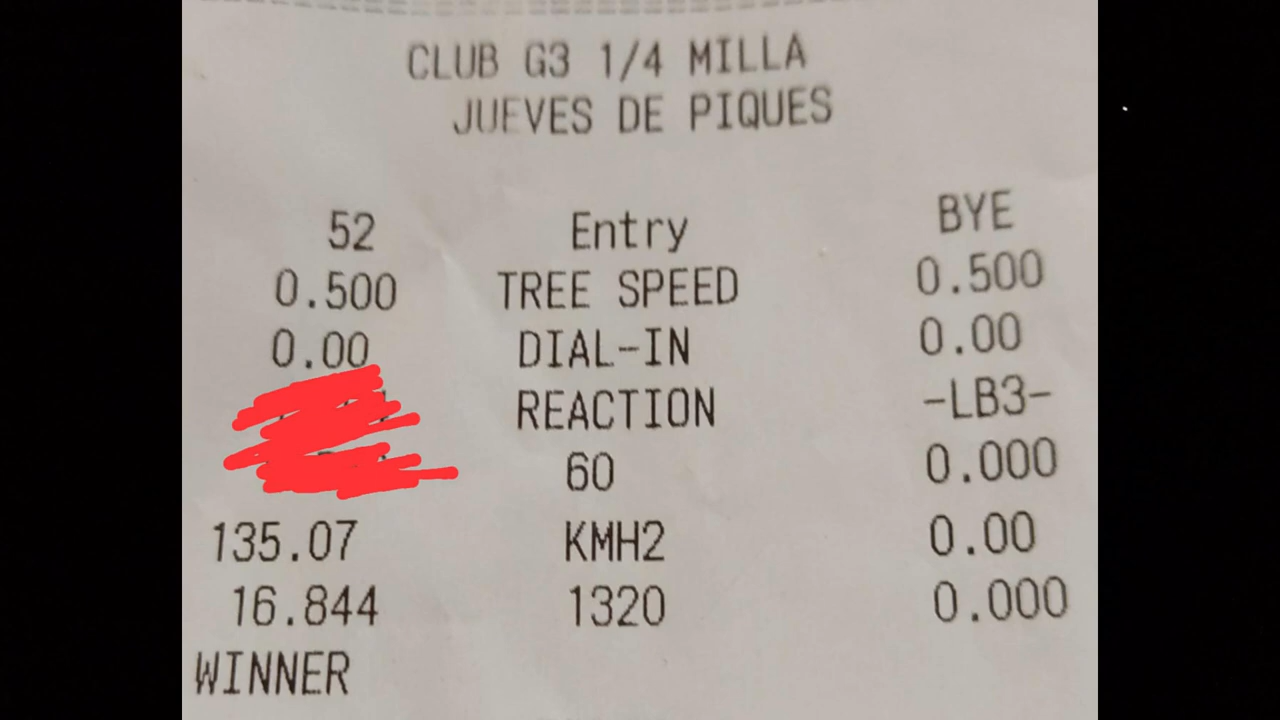 CLUB G3 1/4 MILLA
JUEVES DE PIQUES
52 Entry BYE
0.500 TREE SPEED 0.500
0.00 DIAL-IN 0.00
REACTION -LB3-
60 0.000
135.07 KMH2 0.00
16.844 1320 0.000
WINNER